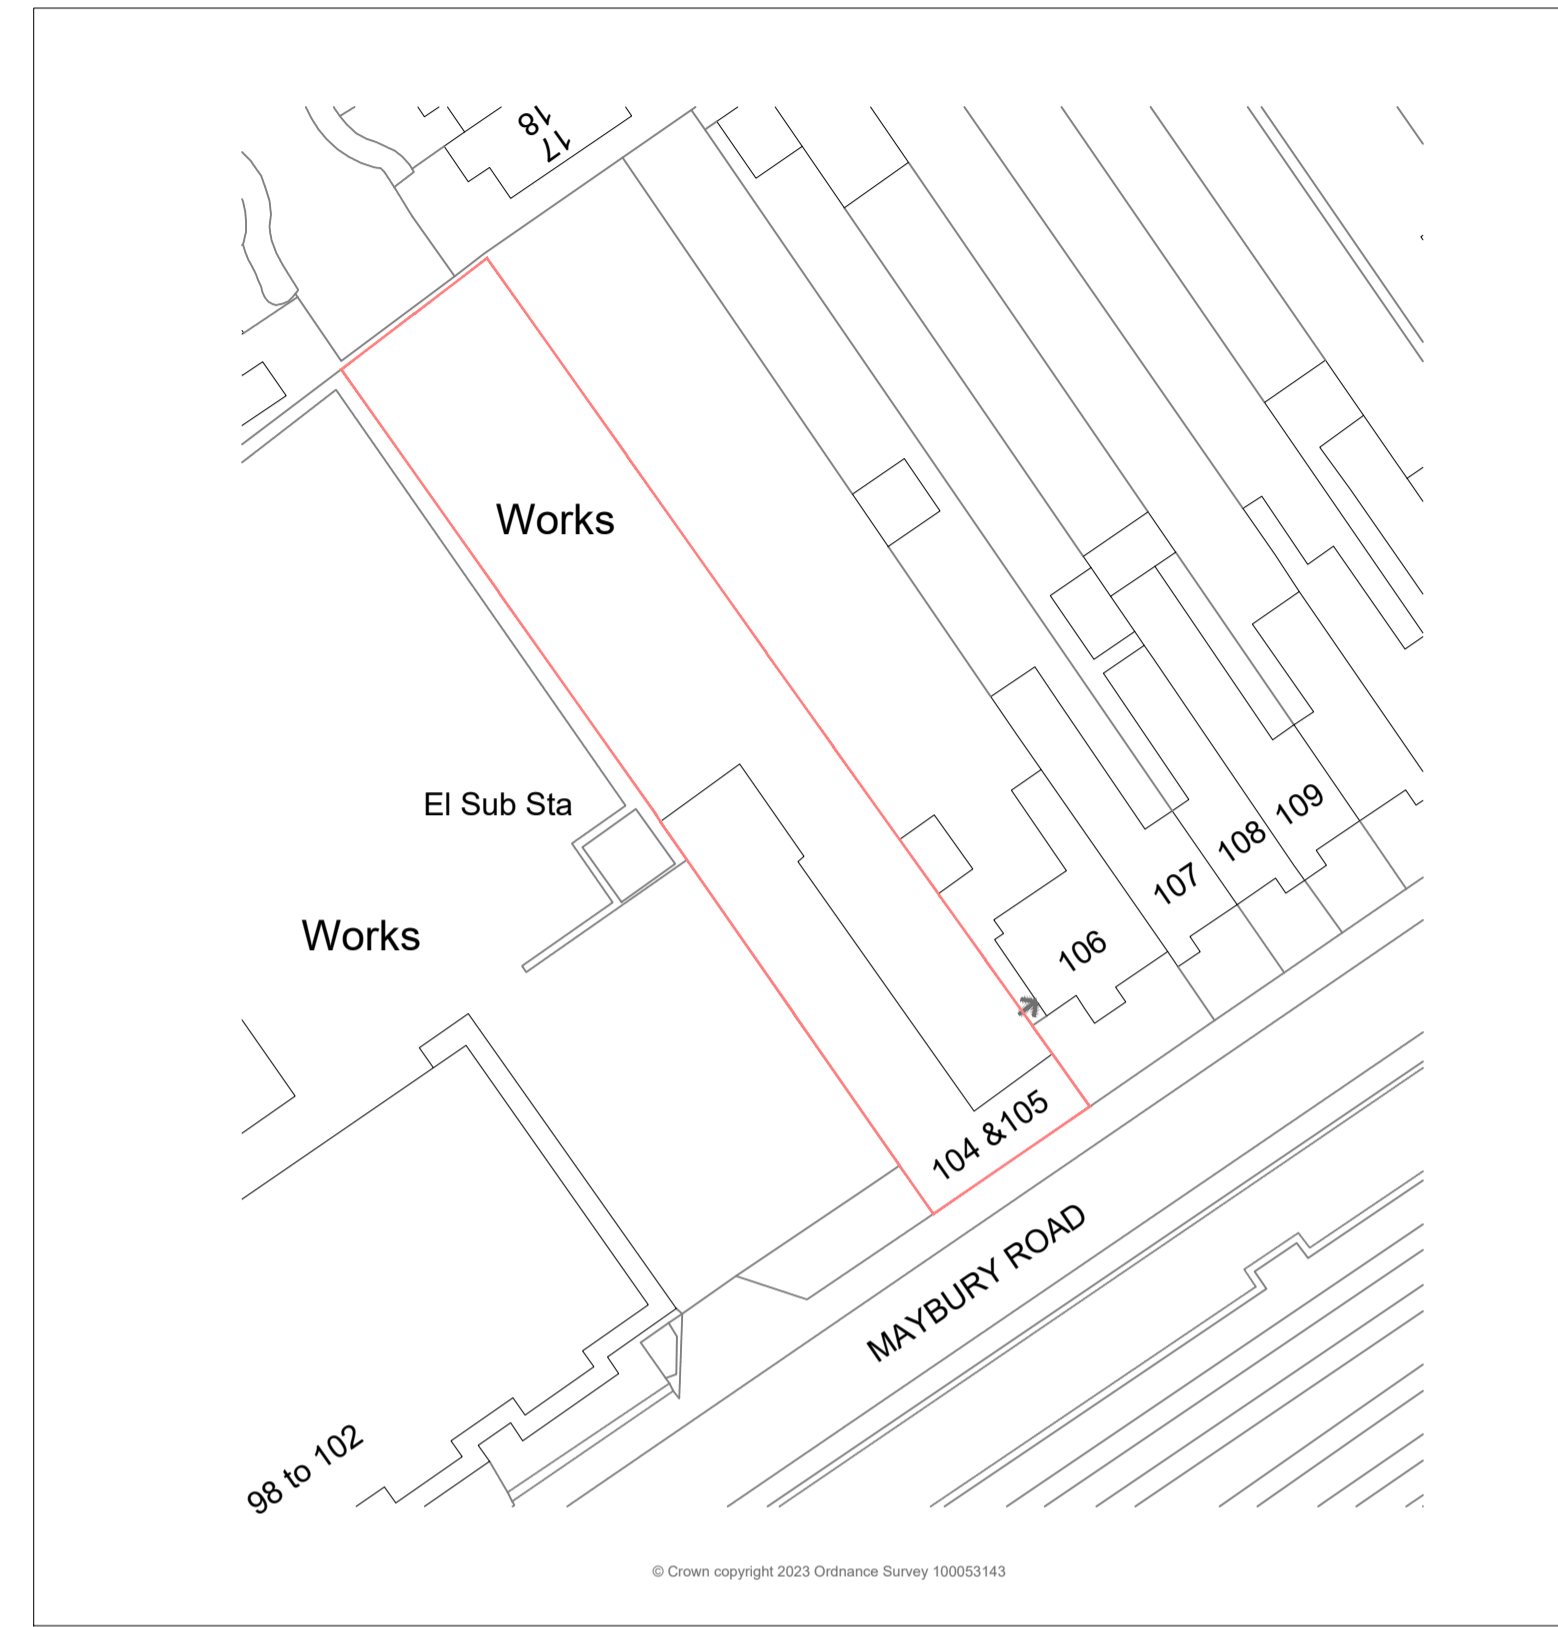 18
17
Works
El Sub Sta
109
108
107
Works
106
104 &105
MAYBURY ROAD
98 to 102
© Crown copyright 2023 Ordnance Survey 100053143